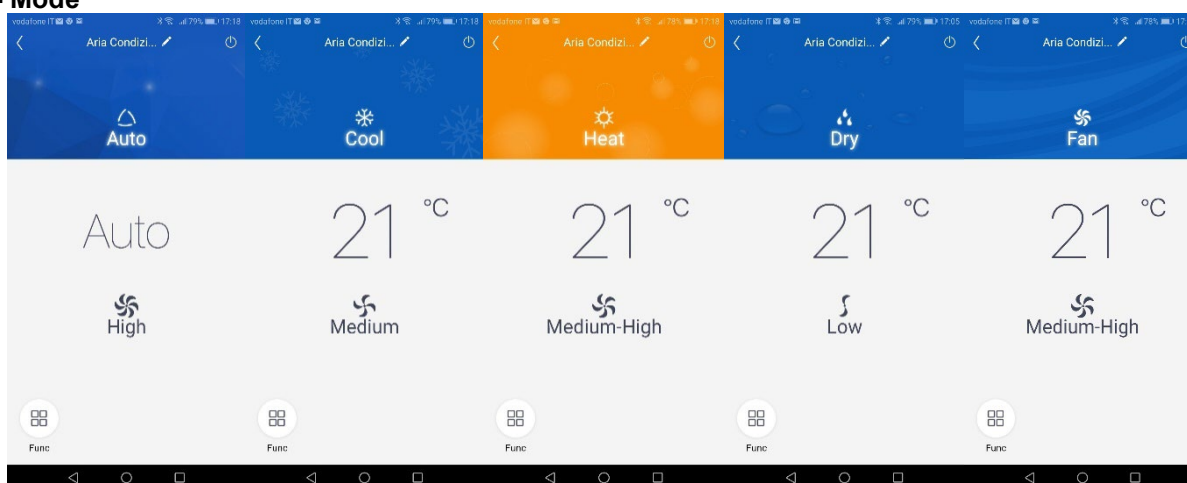 Mode
vodafone IT 79% 17:18
Aria Condizi...
Auto
Auto
High
Func
vodafone IT 79% 17:18
Aria Condizi...
Cool
21 °C
Medium
Func
vodafone IT 78% 17:18
Aria Condizi...
Heat
21 °C
Medium-High
Func
vodafone IT 79% 17:05
Aria Condizi...
Dry
21 °C
Low
Func
vodafone IT 78% 17:
Aria Condizi...
Fan
21 °C
Medium-High
Func